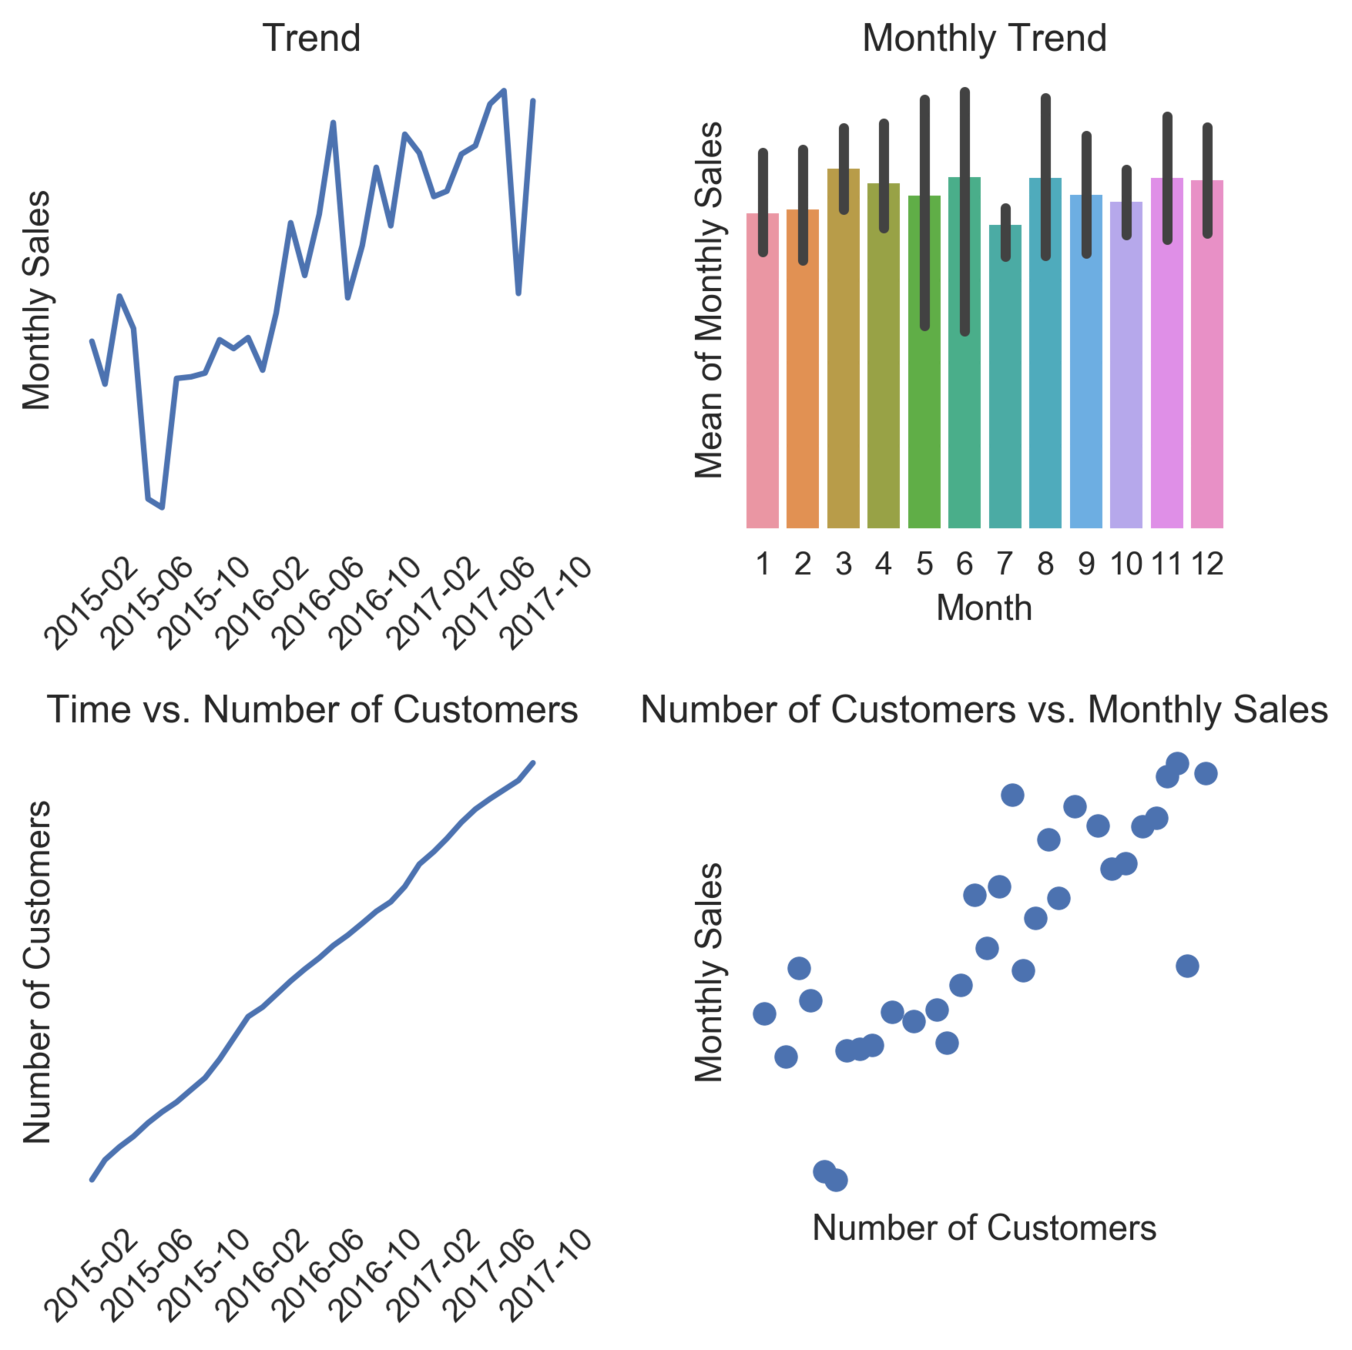 Trend
Monthly Sales
2015-02
2015-06
2015-10
2016-02
2016-06
2016-10
2017-02
2017-06
2017-10
Monthly Trend
Mean of Monthly Sales
1 2 3 4 5 6 7 8 9 10 11 12
Month
Time vs. Number of Customers
Number of Customers
2015-02
2015-06
2015-10
2016-02
2016-06
2016-10
2017-02
2017-06
2017-10
Number of Customers vs. Monthly Sales
Monthly Sales
Number of Customers